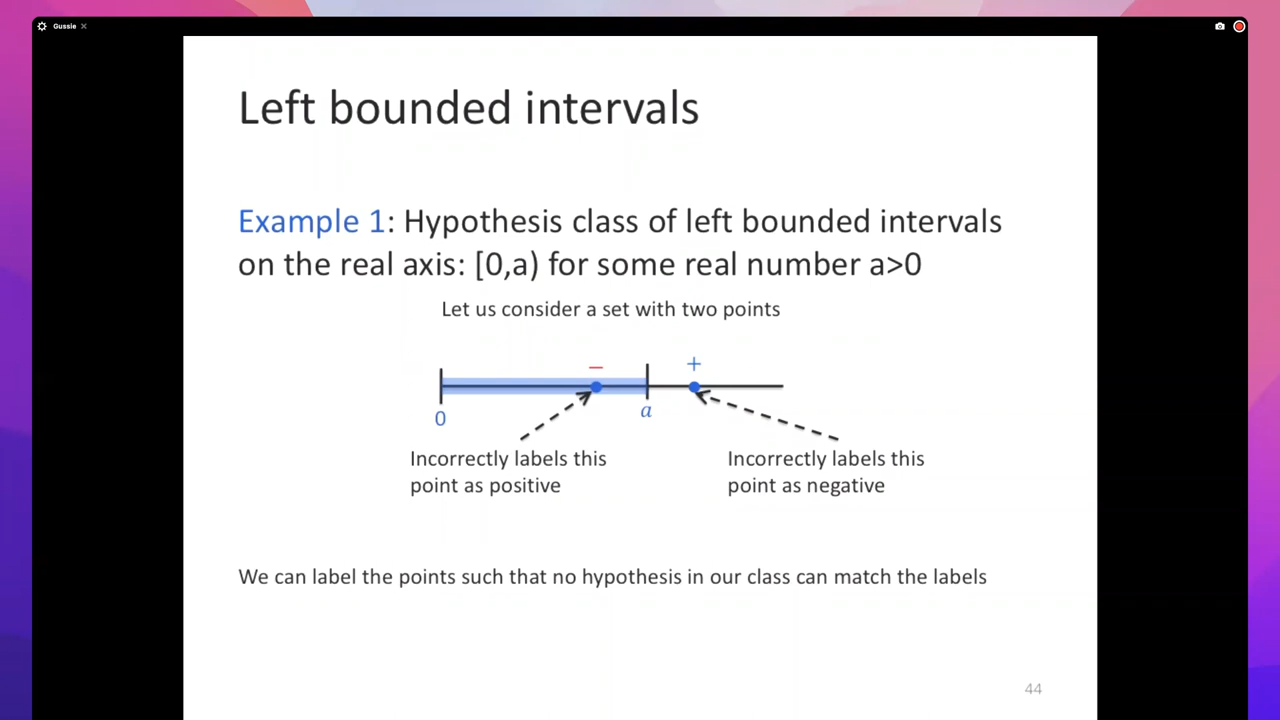 Gussie
Left bounded intervals
Example 1: Hypothesis class of left bounded intervals
on the real axis: [0,a) for some real number a>0
Let us consider a set with two points
− +
0 a
Incorrectly labels this
point as positive
Incorrectly labels this
point as negative
We can label the points such that no hypothesis in our class can match the labels
44